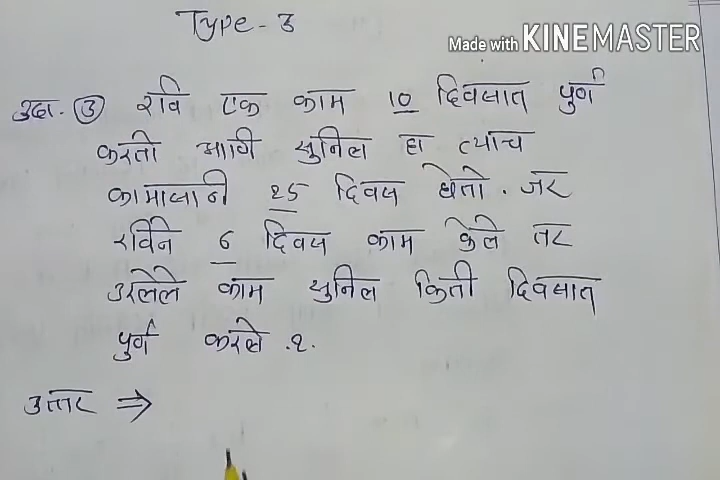 Type - 3
Made with KINEMASTER
उदा. ③ रवि एक काम 10 दिवसात पुर्ण
करतो आणि सुनिल हा त्याच
कामासाठी 25 दिवस घेतो. जर
रविने 6 दिवस काम केले तर
उरलेले काम सुनिल किती दिवसात
पुर्ण करले .?.
उत्तर ⇒